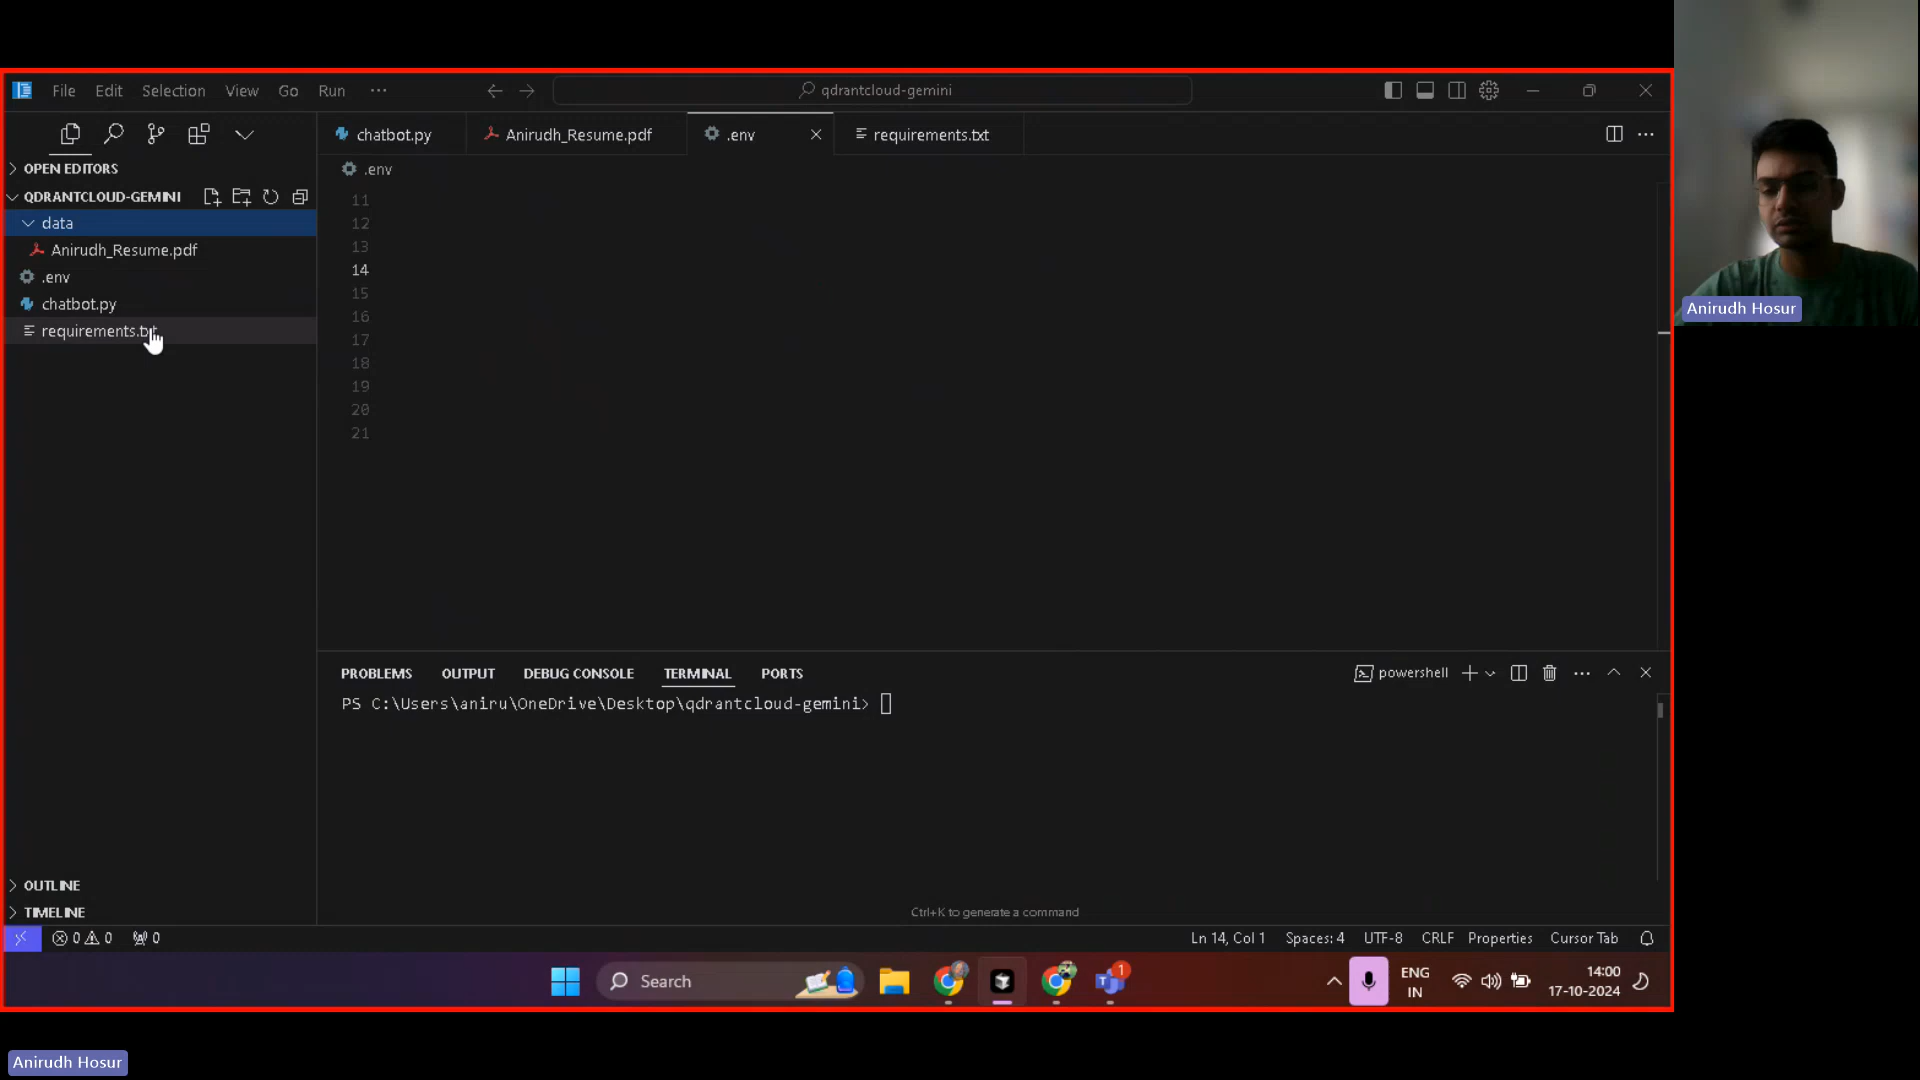 File Edit Selection View Go Run ···
qdrantcloud-gemini
OPEN EDITORS
QDRANTCLOUD-GEMINI
data
Anirudh_Resume.pdf
.env
chatbot.py
requirements.txt
OUTLINE
TIMELINE
chatbot.py Anirudh_Resume.pdf .env requirements.txt
.env
11
12
13
14
15
16
17
18
19
20
21
PROBLEMS OUTPUT DEBUG CONSOLE TERMINAL PORTS
powershell
PS C:\Users\aniru\OneDrive\Desktop\qdrantcloud-gemini>
Ctrl+K to generate a command
0 0 0
Ln 14, Col 1 Spaces: 4 UTF-8 CRLF Properties Cursor Tab
Search
1
ENG
IN
14:00
17-10-2024
Anirudh Hosur
Anirudh Hosur